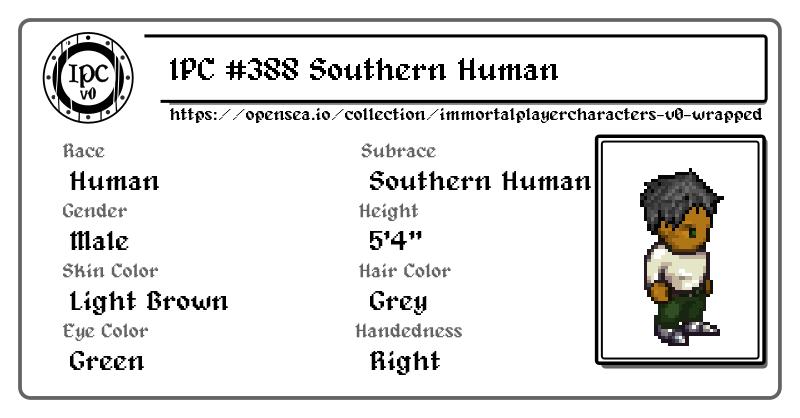 IPC v0
IPC #388 Southern Human
https://opensea.io/collection/immortalplayercharacters-v0-wrapped
Race
Subrace
Human
Southern Human
Gender
Height
Male
5'4"
Skin Color
Hair Color
Light Brown
Grey
Eye Color
Handedness
Green
Right